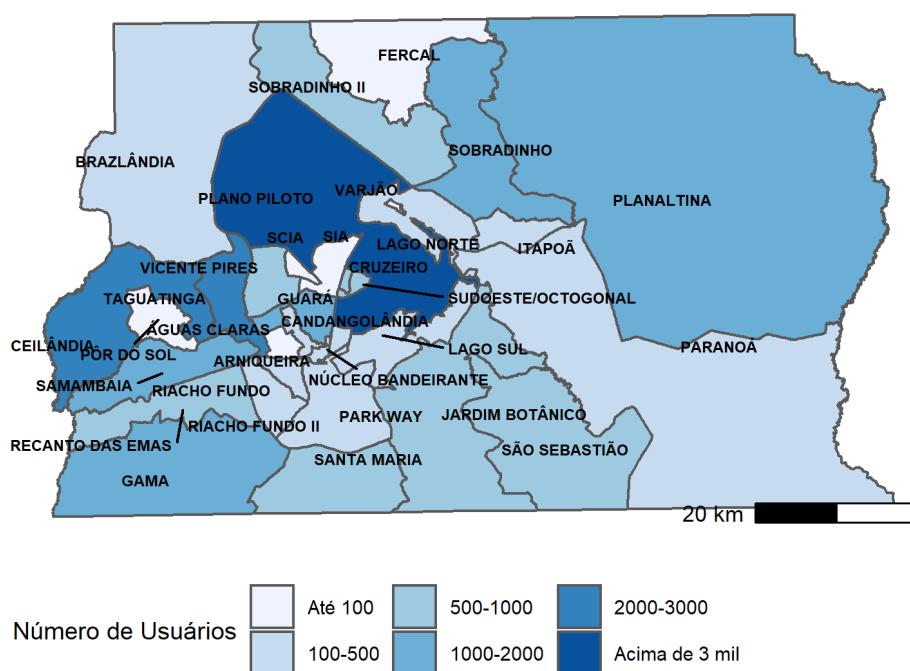 FERCAL
SOBRADINHO II
SOBRADINHO
BRAZLÂNDIA
VARJÃO
PLANO PILOTO
PLANALTINA
SCIA
SIA
LAGO NORTE
ITAPOÃ
VICENTE PIRES
CRUZEIRO
TAGUATINGA
GUARÁ
SUDOESTE/OCTOGONAL
CANDANGOLÂNDIA
ÁGUAS CLARAS
CEILÂNDIA
PÔR DO SOL
ARNIQUEIRA
LAGO SUL
PARANOÁ
SAMAMBAIA
RIACHO FUNDO
NÚCLEO BANDEIRANTE
RIACHO FUNDO II
PARK WAY
JARDIM BOTÂNICO
RECANTO DAS EMAS
SANTA MARIA
SÃO SEBASTIÃO
GAMA
20 km
Número de Usuários
Até 100
100-500
500-1000
1000-2000
2000-3000
Acima de 3 mil